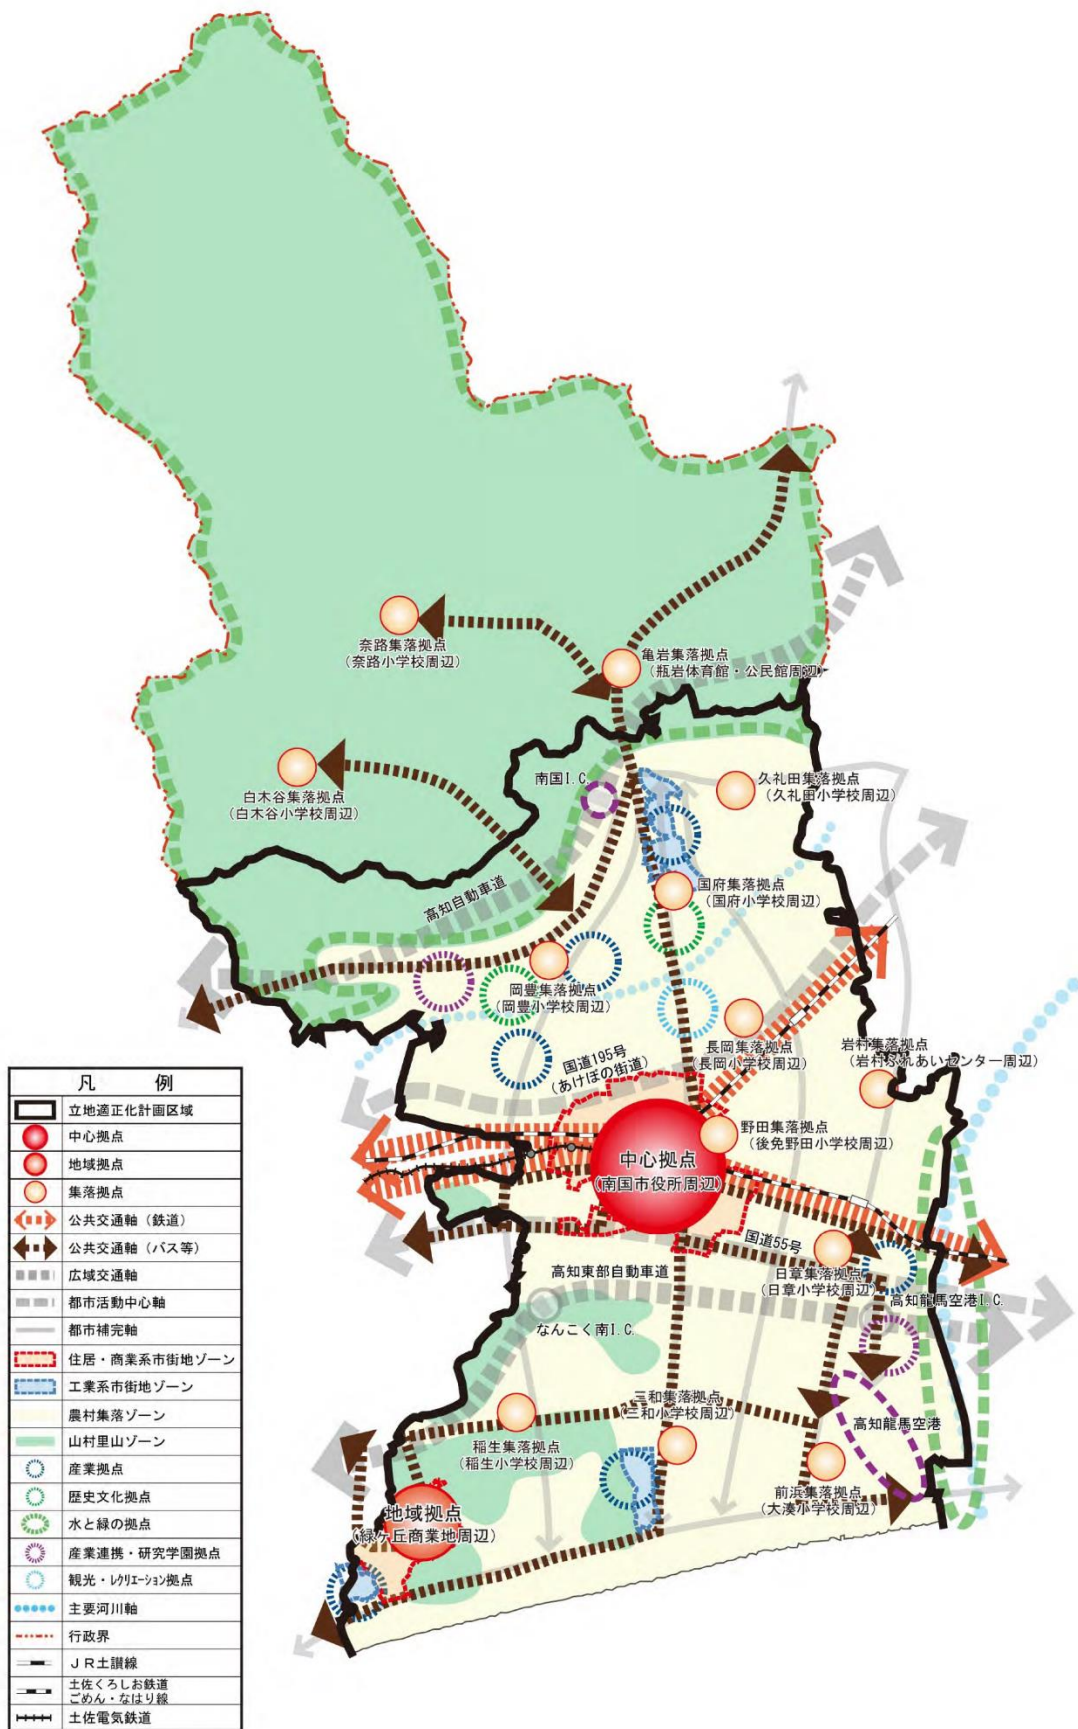 奈路集落拠点
(奈路小学校周辺)
亀岩集落拠点
(瓶岩体育館・公民館周辺)
白木谷集落拠点
(白木谷小学校周辺)
南国I.C.
久礼田集落拠点
(久礼田小学校周辺)
高知自動車道
国府集落拠点
(国府小学校周辺)
岡豊集落拠点
(岡豊小学校周辺)
長岡集落拠点
(長岡小学校周辺)
岩村集落拠点
(岩村ふれあいセンター周辺)
国道195号
(あけぼの街道)
野田集落拠点
(後免野田小学校周辺)
中心拠点
(南国市役所周辺)
国道55号
日章集落拠点
(日章小学校周辺)
高知東部自動車道
高知龍馬空港I.C.
なんこく南I.C.
三和集落拠点
(三和小学校周辺)
高知龍馬空港
稲生集落拠点
(稲生小学校周辺)
前浜集落拠点
(大湊小学校周辺)
地域拠点
(緑ケ丘商業地周辺)
凡 例
立地適正化計画区域
中心拠点
地域拠点
集落拠点
公共交通軸(鉄道)
公共交通軸(バス等)
広域交通軸
都市活動中心軸
都市補完軸
住居・商業系市街地ゾーン
工業系市街地ゾーン
農村集落ゾーン
山村里山ゾーン
産業拠点
歴史文化拠点
水と緑の拠点
産業連携・研究学園拠点
観光・レクリエーション拠点
主要河川軸
行政界
JR土讃線
土佐くろしお鉄道
ごめん・なはり線
土佐電気鉄道